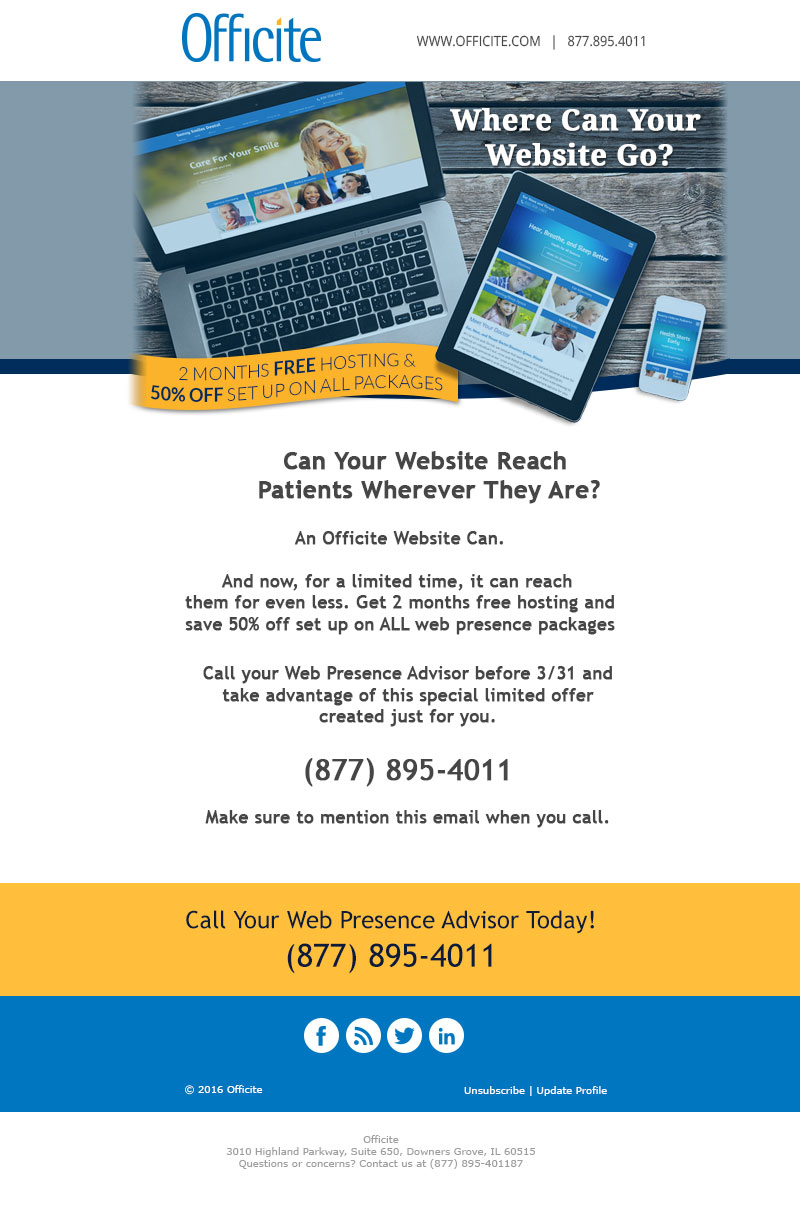 Officite
WWW.OFFICITE.COM | 877.895.4011
Where Can Your
Website Go?
Care For Your Smile
Hear, Breathe, and Sleep Better
Meet Your Doctor
Health Starts
Early
2 MONTHS FREE HOSTING &
50% OFF SET UP ON ALL PACKAGES
Can Your Website Reach
Patients Wherever They Are?
An Officite Website Can.
And now, for a limited time, it can reach
them for even less. Get 2 months free hosting and
save 50% off set up on ALL web presence packages
Call your Web Presence Advisor before 3/31 and
take advantage of this special limited offer
created just for you.
(877) 895-4011
Make sure to mention this email when you call.
Call Your Web Presence Advisor Today!
(877) 895-4011
© 2016 Officite
Unsubscribe | Update Profile
Officite
3010 Highland Parkway, Suite 650, Downers Grove, IL 60515
Questions or concerns? Contact us at (877) 895-401187